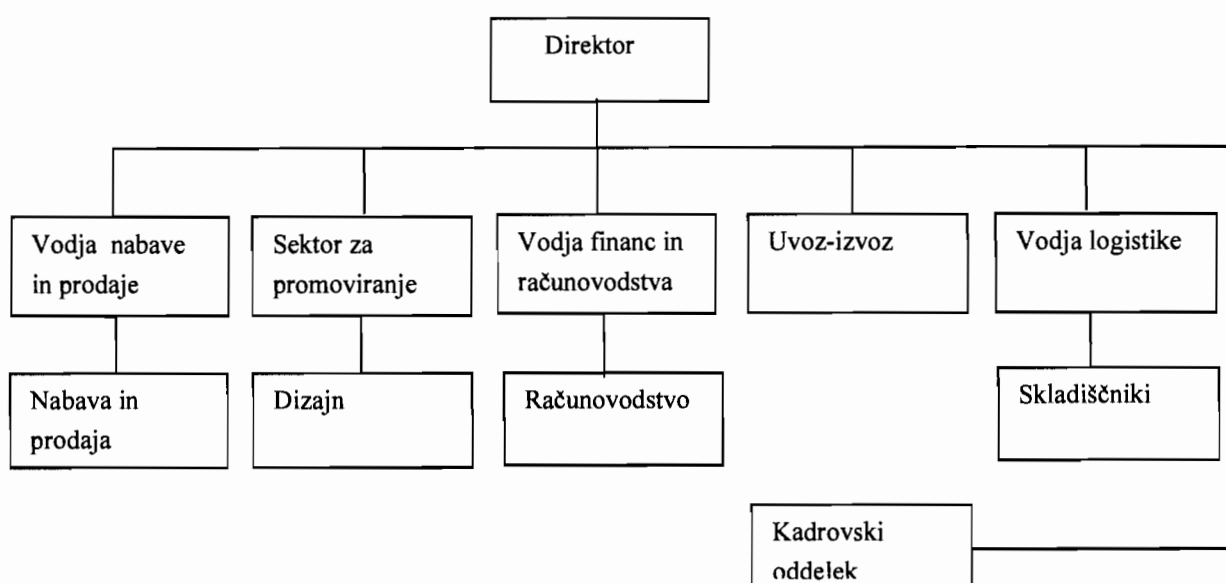 Direktor
Vodja nabave
in prodaje
Sektor za
promoviranje
Vodja financ in
računovodstva
Uvoz-izvoz
Vodja logistike
Nabava in
prodaja
Dizajn
Računovodstvo
Skladiščniki
Kadrovski
oddelek